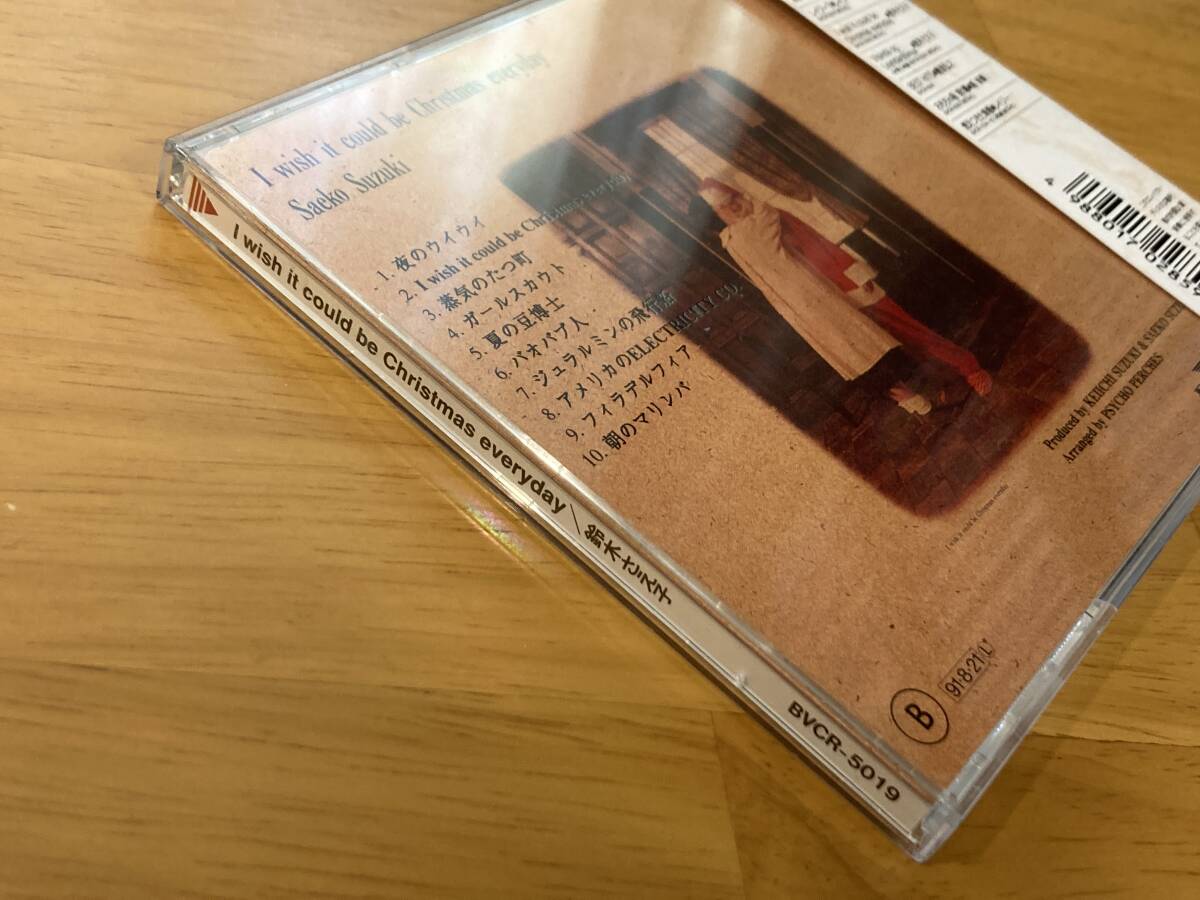 I wish it could be Christmas everyday
Saeko Suzuki
1. 夜のウイウイ
2. I wish it could be Christmas everyday
3. 蒸気のたつ町
4. ガールスカウト
5. 夏の豆博士
6. バオバブ人
7. ジュラルミンの飛行船
8. アメリカのELECTRICITY CO.
9. フィラデルフィア
10. 朝のマリンバ
Produced by KEIICHI SUZUKI & SAEKO
Arranged by PSYCHO PERCHES
B
91·8·21
I wish it could be Christmas everyday/鈴木さえ子
BVCR-5019